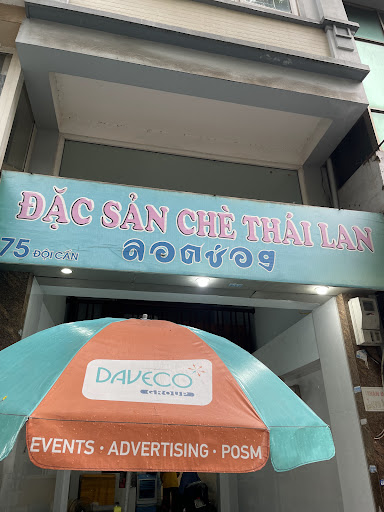 ĐẶC SẢN CHÈ THÁI LAN
75 ĐỘI CẤN
ลอดช่อง
DAVECO
EVENTS · ADVERTISING · POSM